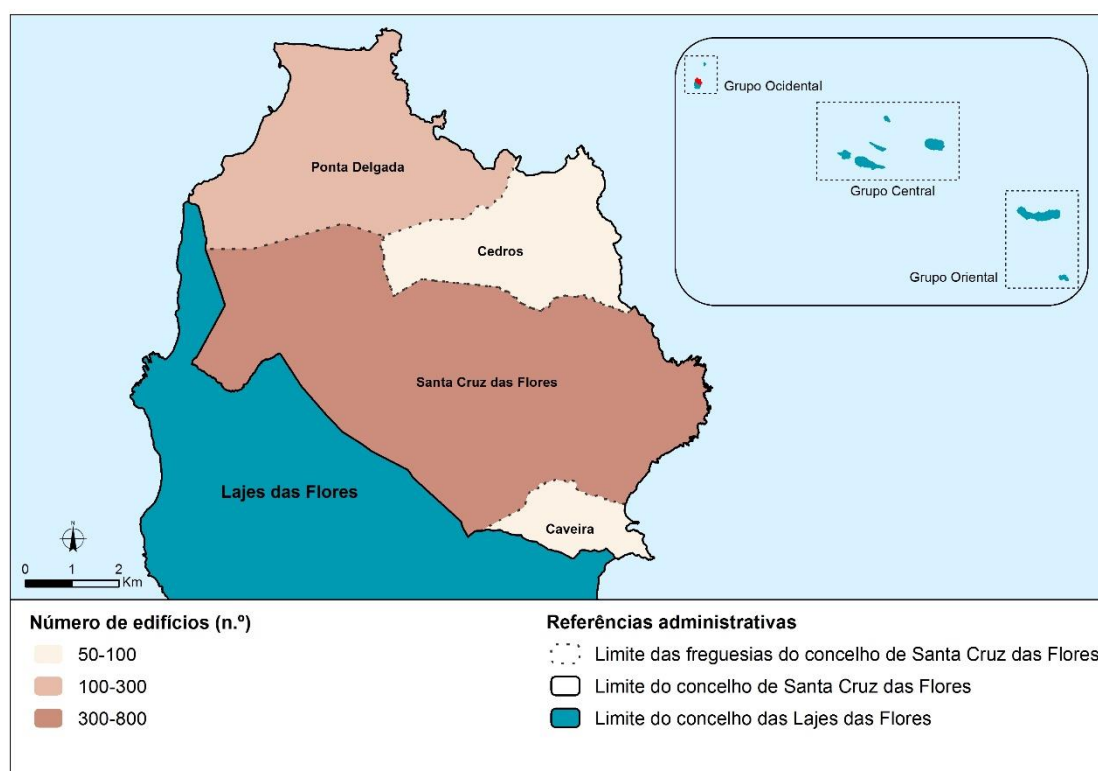 Ponta Delgada
Cedros
Santa Cruz das Flores
Lajes das Flores
Caveira
Grupo Ocidental
Grupo Central
Grupo Oriental
N
0 1 2
Km
Número de edifícios (n.º)
50-100
100-300
300-800
Referências administrativas
Limite das freguesias do concelho de Santa Cruz das Flores
Limite do concelho de Santa Cruz das Flores
Limite do concelho das Lajes das Flores